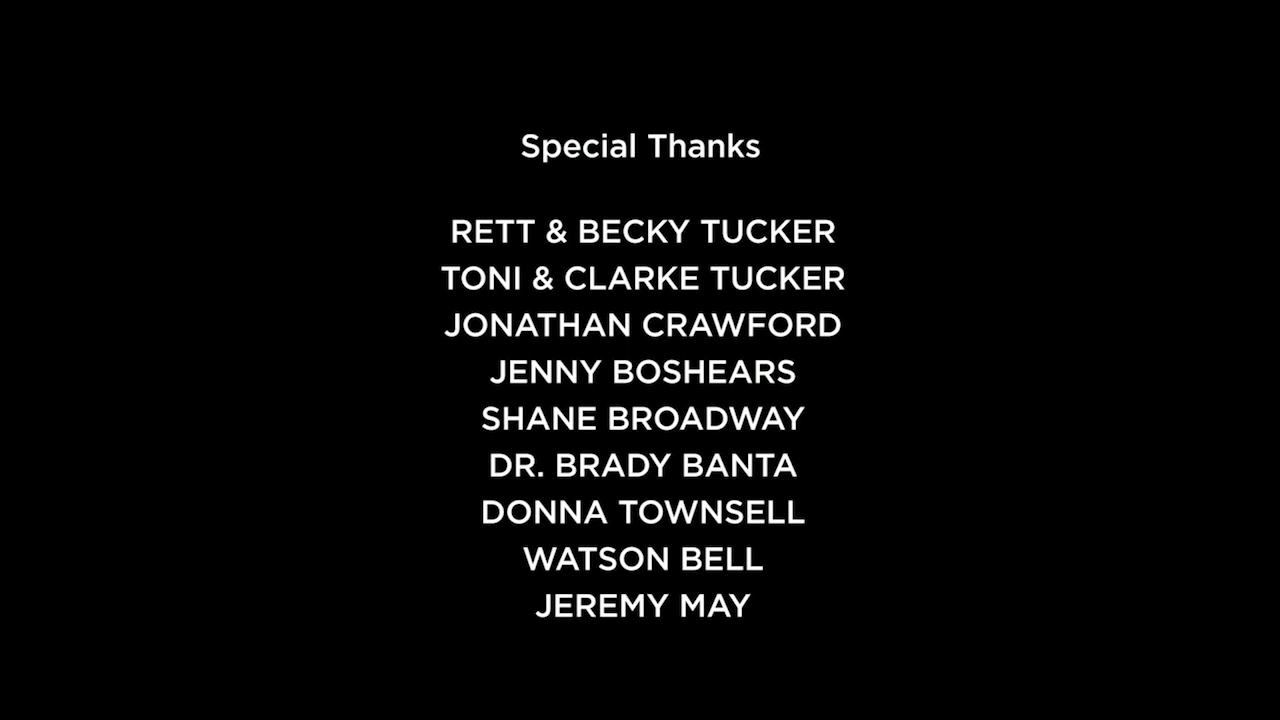 Special Thanks
RETT & BECKY TUCKER
TONI & CLARKE TUCKER
JONATHAN CRAWFORD
JENNY BOSHEARS
SHANE BROADWAY
DR. BRADY BANTA
DONNA TOWNSELL
WATSON BELL
JEREMY MAY